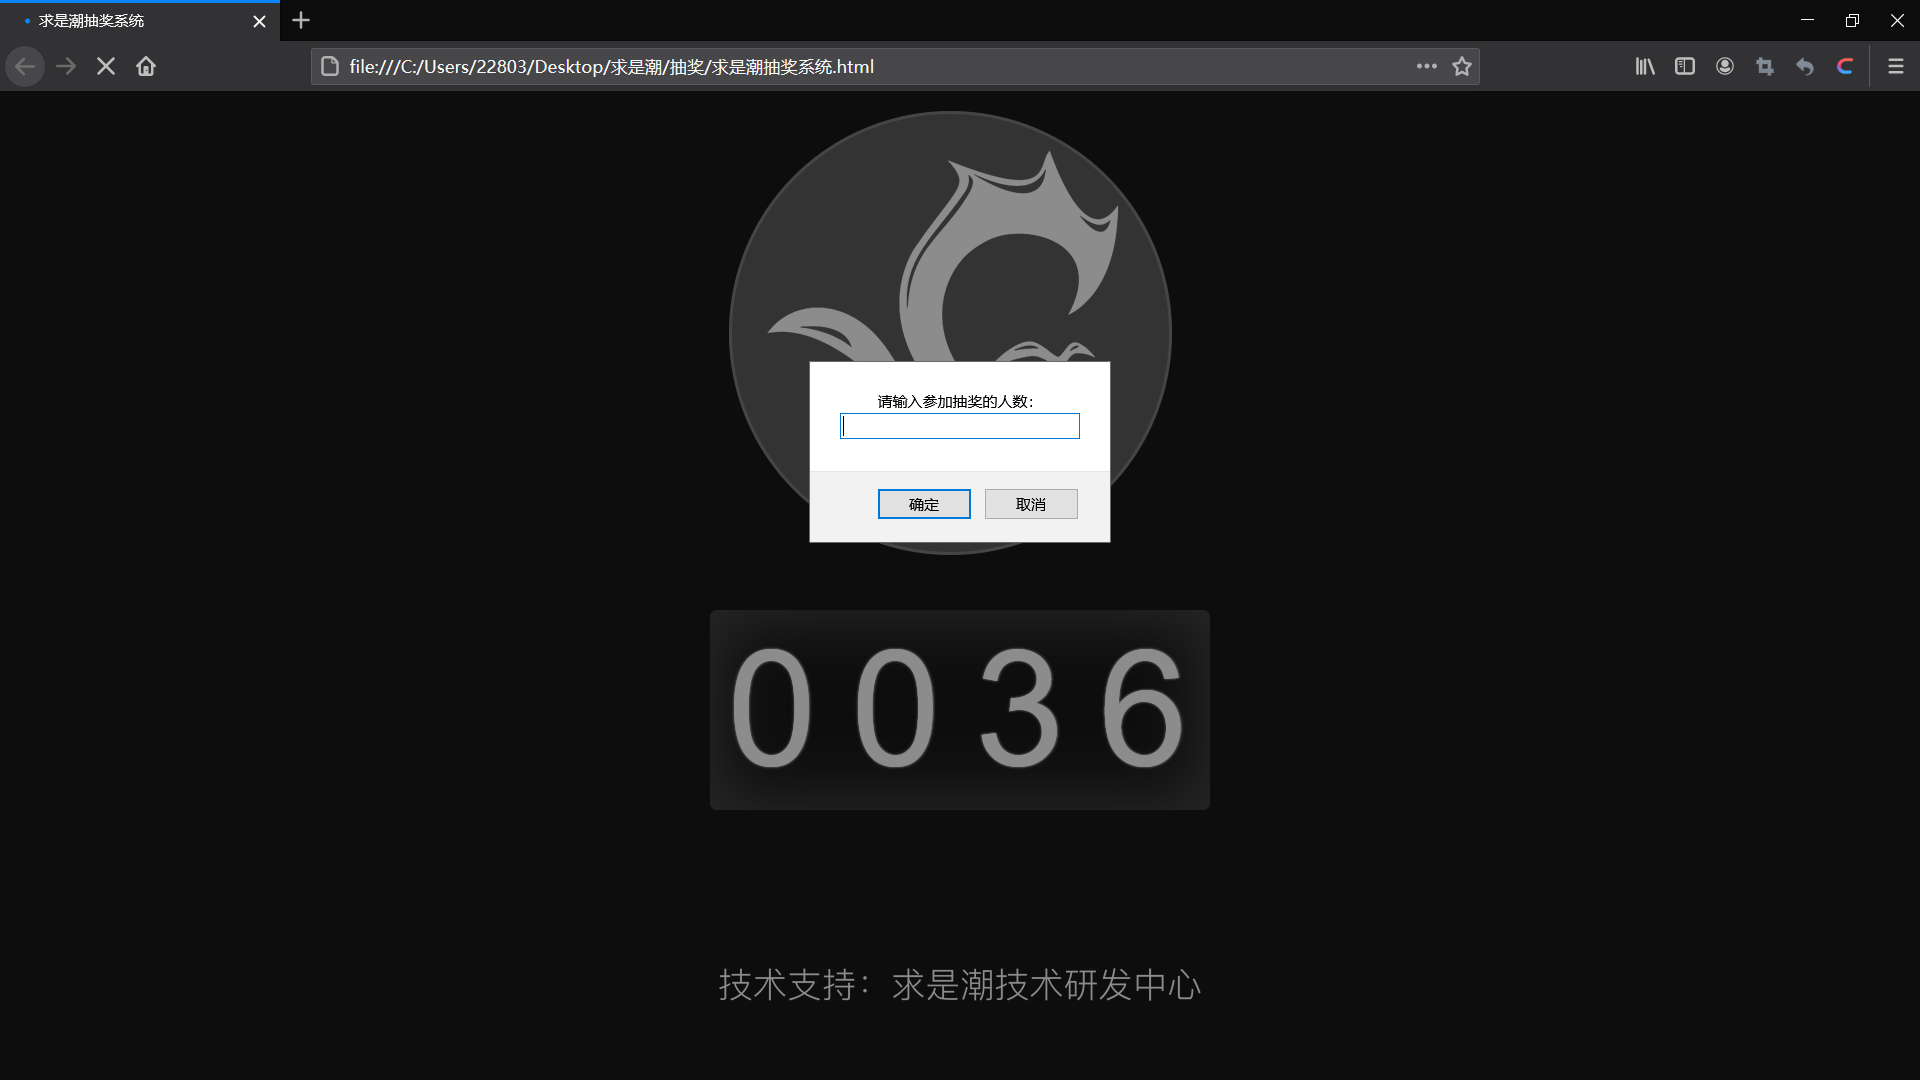 求是潮抽奖系统
file:///C:/Users/22803/Desktop/求是潮/抽奖/求是潮抽奖系统.html
请输入参加抽奖的人数：
确定 取消
0036
技术支持：求是潮技术研发中心